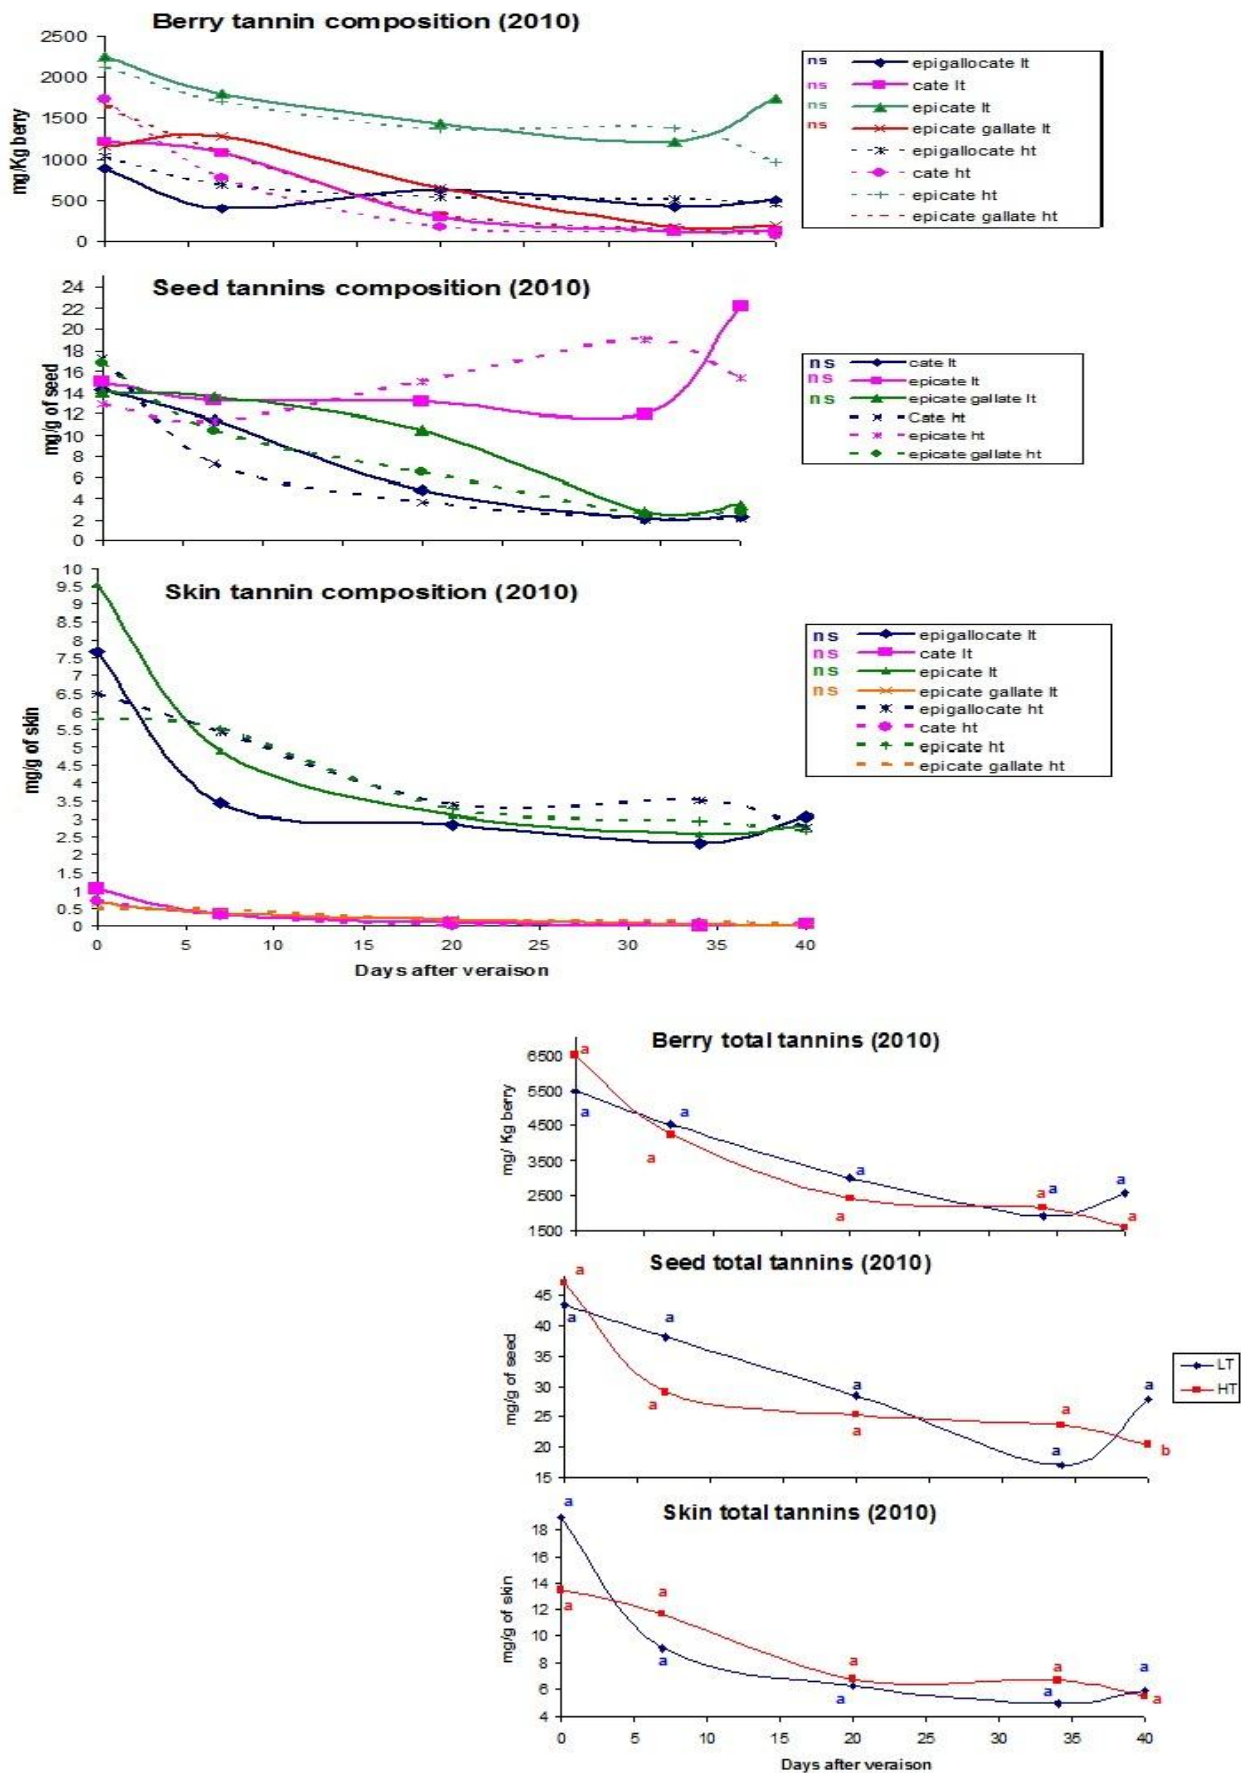 Berry tannin composition (2010)
2500
2000
1500
1000
500
0
mg/Kg berry
ns epigallocate lt
ns cate lt
ns epicate lt
ns epicate gallate lt
epigallocate ht
cate ht
epicate ht
epicate gallate ht
Seed tannins composition (2010)
24
22
20
18
16
14
12
10
8
6
4
2
0
mg/g of seed
ns cate lt
ns epicate lt
ns epicate gallate lt
Cate ht
epicate ht
epicate gallate ht
Skin tannin composition (2010)
10
9.5
9
8.5
8
7.5
7
6.5
6
5.5
5
4.5
4
3.5
3
2.5
2
1.5
1
0.5
0
mg/g of skin
ns epigallocate lt
ns cate lt
ns epicate lt
ns epicate gallate lt
epigallocate ht
cate ht
epicate ht
epicate gallate ht
0 5 10 15 20 25 30 35 40
Days after veraison
Berry total tannins (2010)
6500
5500
4500
3500
2500
1500
mg/ Kg berry
a a a a a
a a a a a
Seed total tannins (2010)
45
40
35
30
25
20
15
mg/g of seed
a a a a a
a a a a b
LT
HT
Skin total tannins (2010)
18
16
14
12
10
8
6
4
mg/g of skin
a a a a a
a a a a a
0 5 10 15 20 25 30 35 40
Days after veraison